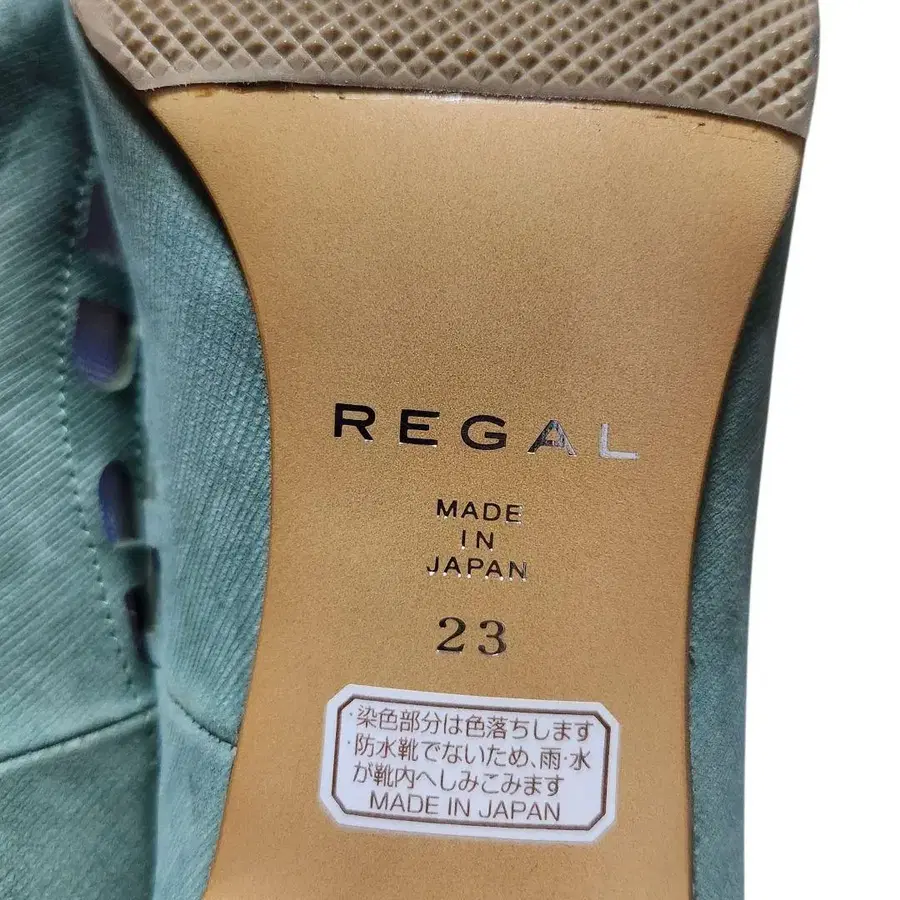 REGAL
MADE
IN
JAPAN
23
・染色部分は色落ちします
・防水靴でないため、雨・水
が靴内へしみこみます
MADE IN JAPAN